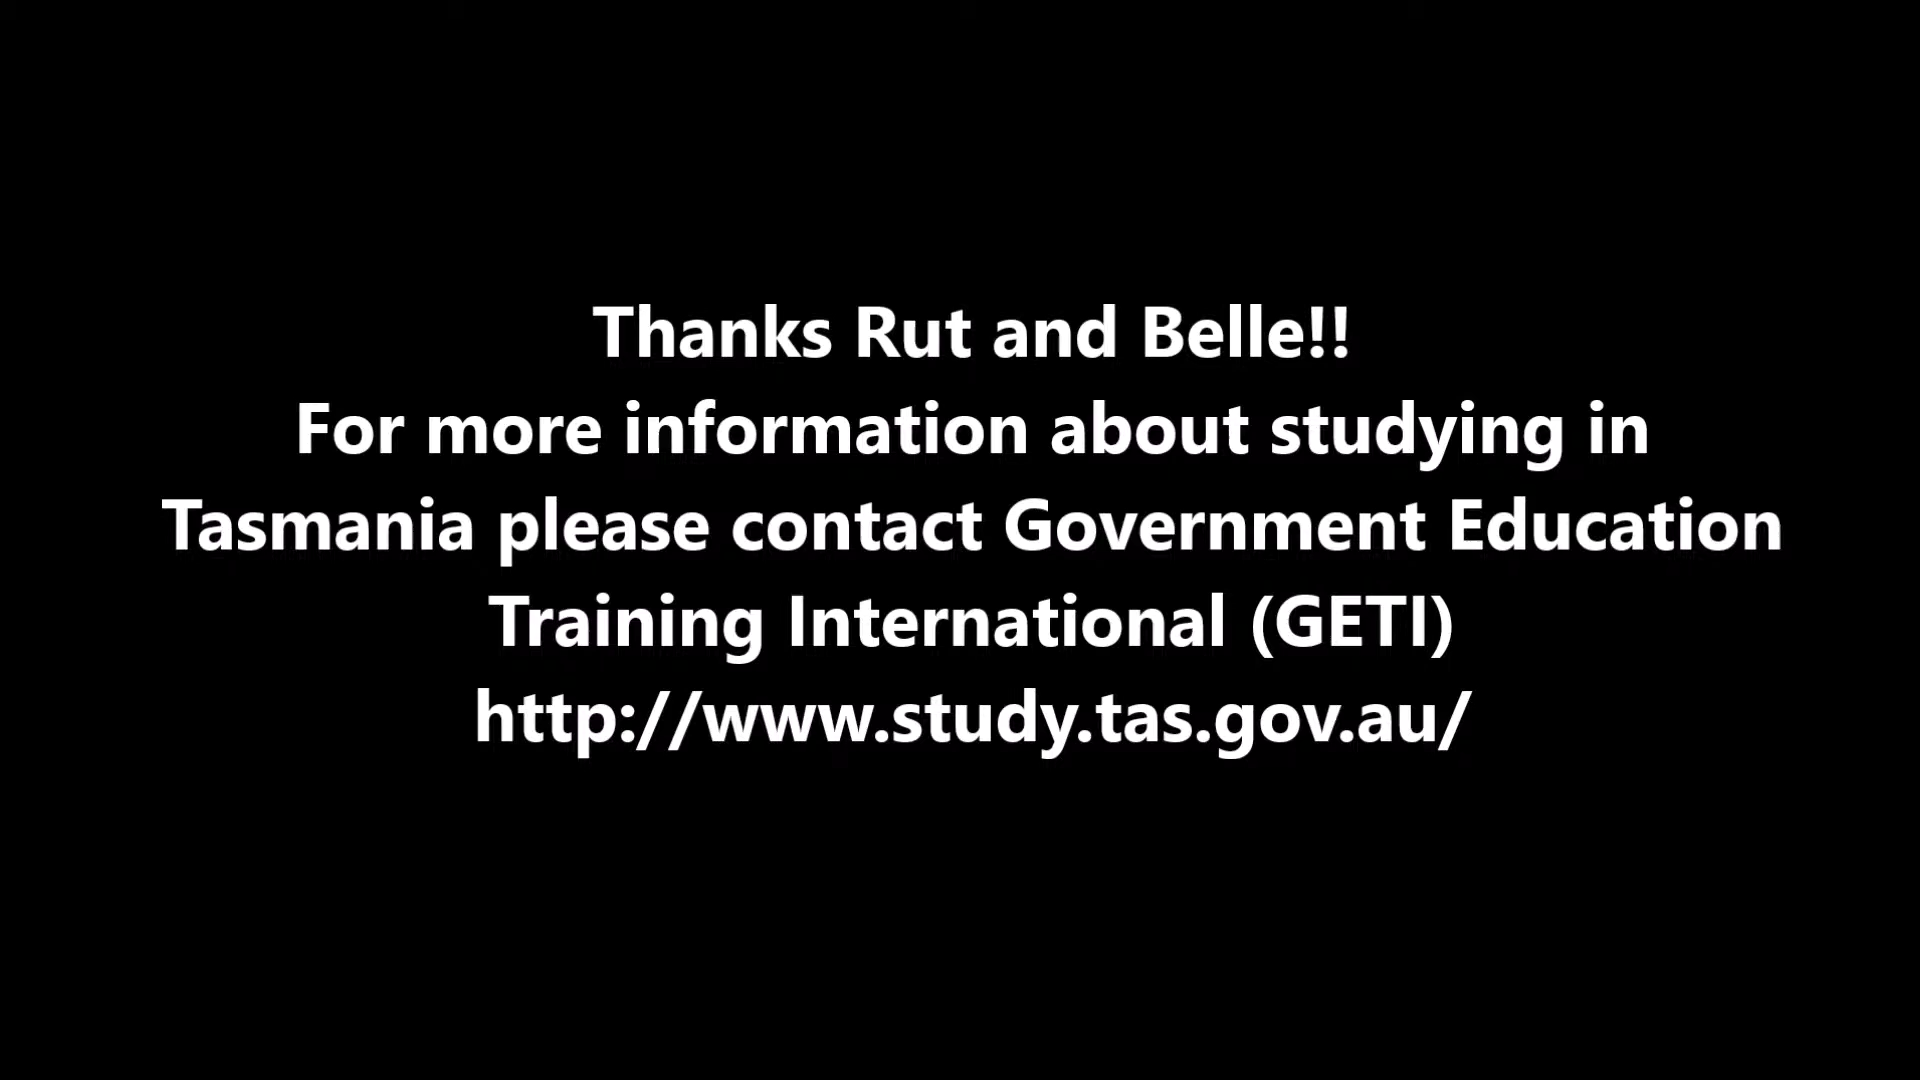 Thanks Rut and Belle!!
For more information about studying in
Tasmania please contact Government Education
Training International (GETI)
http://www.study.tas.gov.au/